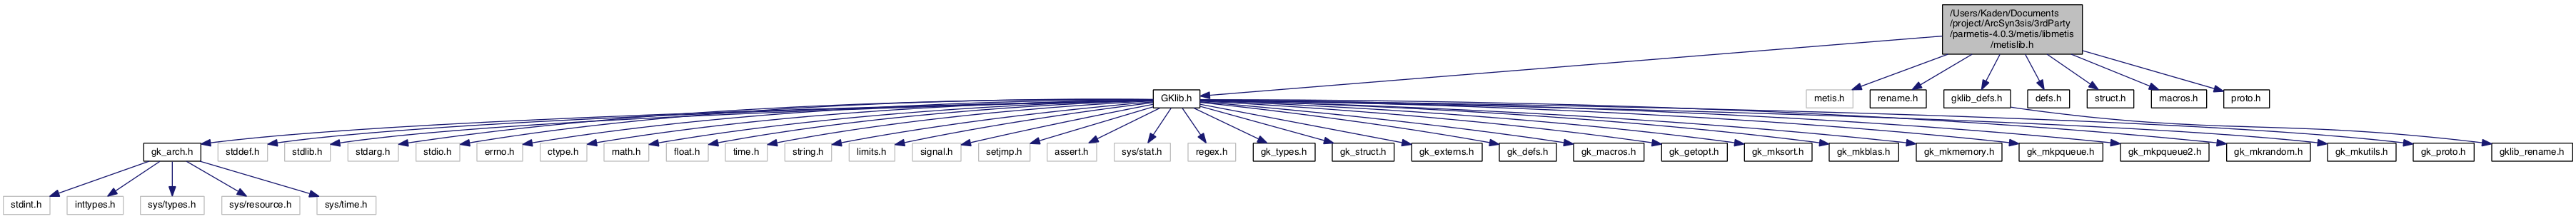 /Users/Kaden/Documents
/project/ArcSyn3sis/3rdParty
/parmetis-4.0.3/metis/libmetis
/metislib.h
GKlib.h
metis.h
rename.h
gklib_defs.h
defs.h
struct.h
macros.h
proto.h
gk_arch.h
stddef.h
stdlib.h
stdarg.h
stdio.h
errno.h
ctype.h
math.h
float.h
time.h
string.h
limits.h
signal.h
setjmp.h
assert.h
sys/stat.h
regex.h
gk_types.h
gk_struct.h
gk_externs.h
gk_defs.h
gk_macros.h
gk_getopt.h
gk_mksort.h
gk_mkblas.h
gk_mkmemory.h
gk_mkpqueue.h
gk_mkpqueue2.h
gk_mkrandom.h
gk_mkutils.h
gk_proto.h
gklib_rename.h
stdint.h
inttypes.h
sys/types.h
sys/resource.h
sys/time.h